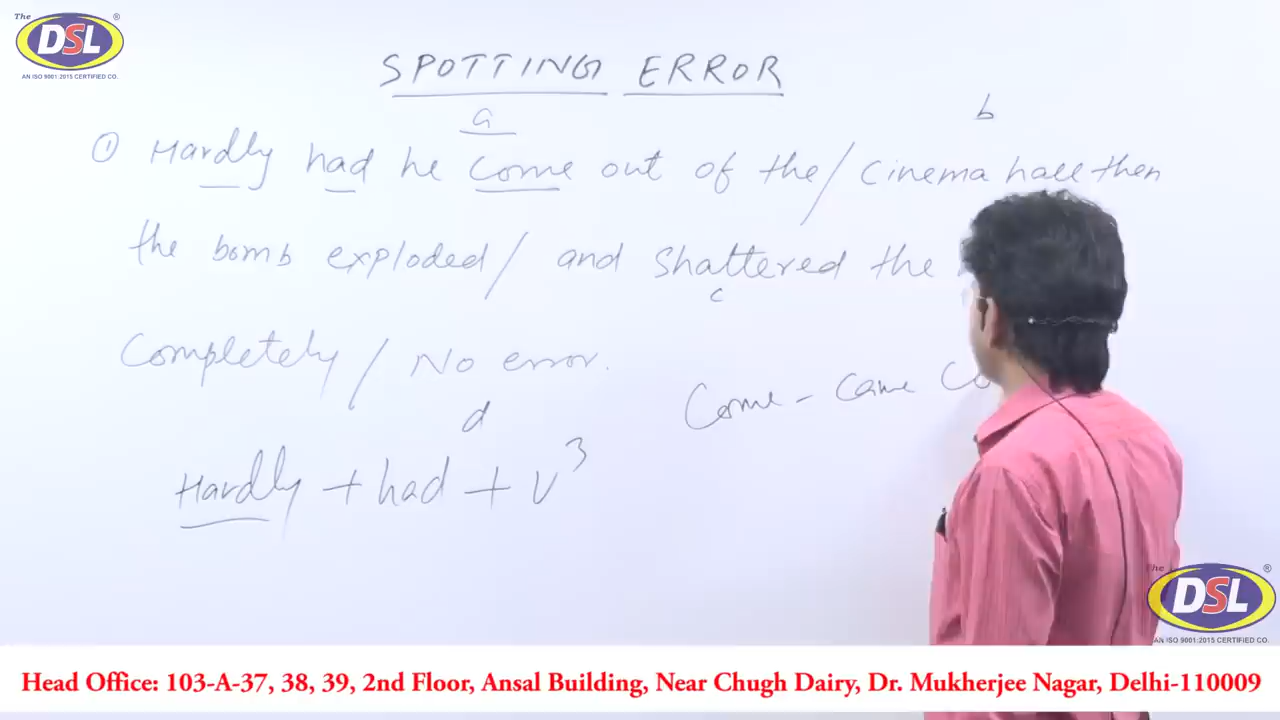 The DSL ®
AN ISO 9001:2015 CERTIFIED CO.
SPOTTING ERROR
a
b
① Hardly had he come out of the / Cinema hall then
the bomb exploded / and shattered the
c
Completely / No error.
d
Come - Came
Hardly + had + V3
The DSL ®
AN ISO 9001:2015 CERTIFIED CO.
Head Office: 103-A-37, 38, 39, 2nd Floor, Ansal Building, Near Chugh Dairy, Dr. Mukherjee Nagar, Delhi-110009